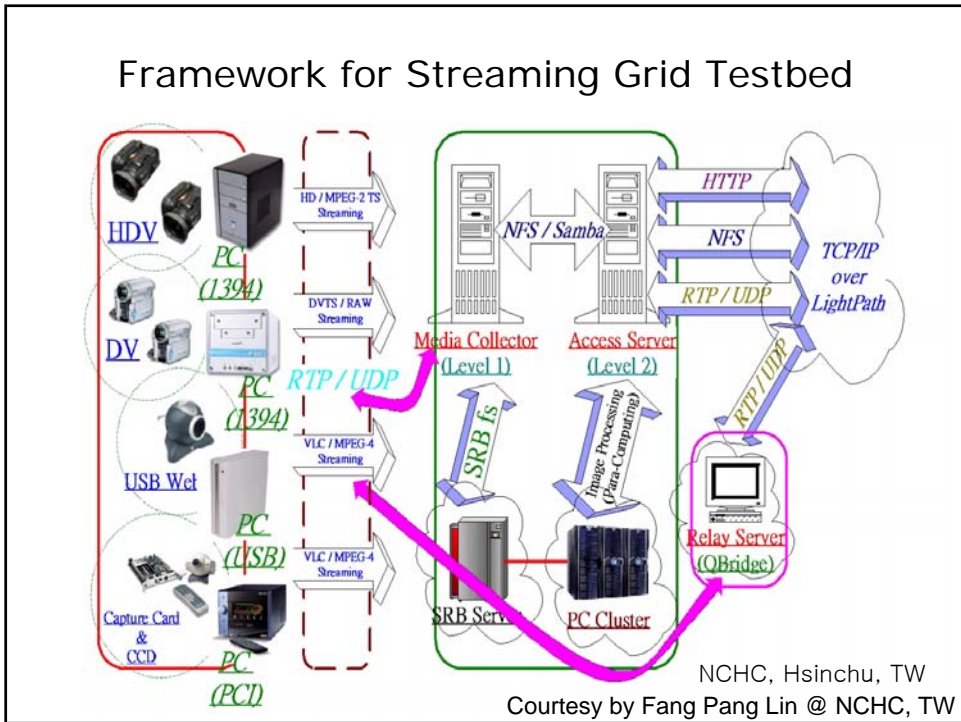 Framework for Streaming Grid Testbed
HDV
PC
(1394)
DV
PC
(1394)
USB Wel
PC
(USB)
Capture Card
&
CCD
PC
(PCI)
HD / MPEG-2 TS
Streaming
DVTS / RAW
Streaming
RTP / UDP
VLC / MPEG-4
Streaming
VLC / MPEG-4
Streaming
NFS / Samba
Media Collector
(Level 1)
Access Server
(Level 2)
SRB fs
Image Processing
(Para-Computing)
SRB Serve
PC Cluster
HTTP
NFS
RTP / UDP
TCP/IP
over
LightPath
RTP / UDP
Relay Server
(QBridge)
NCHC, Hsinchu, TW
Courtesy by Fang Pang Lin @ NCHC, TW